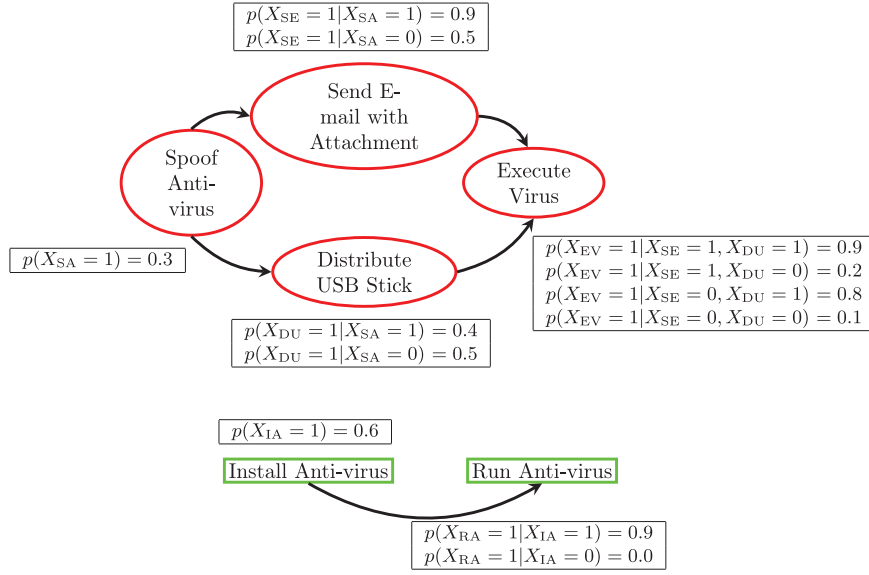 p(X_SE = 1|X_SA = 1) = 0.9
p(X_SE = 1|X_SA = 0) = 0.5
Send E-
mail with
Attachment
Spoof
Anti-
virus
Execute
Virus
p(X_SA = 1) = 0.3
Distribute
USB Stick
p(X_EV = 1|X_SE = 1, X_DU = 1) = 0.9
p(X_EV = 1|X_SE = 1, X_DU = 0) = 0.2
p(X_EV = 1|X_SE = 0, X_DU = 1) = 0.8
p(X_EV = 1|X_SE = 0, X_DU = 0) = 0.1
p(X_DU = 1|X_SA = 1) = 0.4
p(X_DU = 1|X_SA = 0) = 0.5
p(X_IA = 1) = 0.6
Install Anti-virus
Run Anti-virus
p(X_RA = 1|X_IA = 1) = 0.9
p(X_RA = 1|X_IA = 0) = 0.0